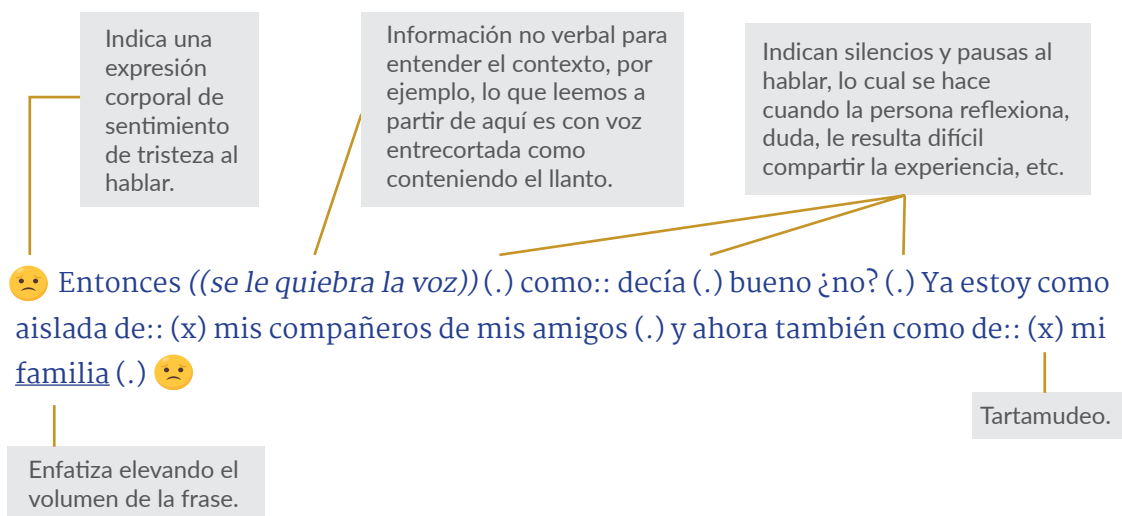 Indica una
expresión
corporal de
sentimiento
de tristeza al
hablar.
Información no verbal para
entender el contexto, por
ejemplo, lo que leemos a
partir de aquí es con voz
entrecortada como
conteniendo el llanto.
Indican silencios y pausas al
hablar, lo cual se hace
cuando la persona reflexiona,
duda, le resulta difícil
compartir la experiencia, etc.
Entonces ((se le quiebra la voz)) (.) como:: decía (.) bueno ¿no? (.) Ya estoy como
aislada de:: (x) mis compañeros de mis amigos (.) y ahora también como de:: (x) mi
familia (.)
Tartamudeo.
Enfatiza elevando el
volumen de la frase.